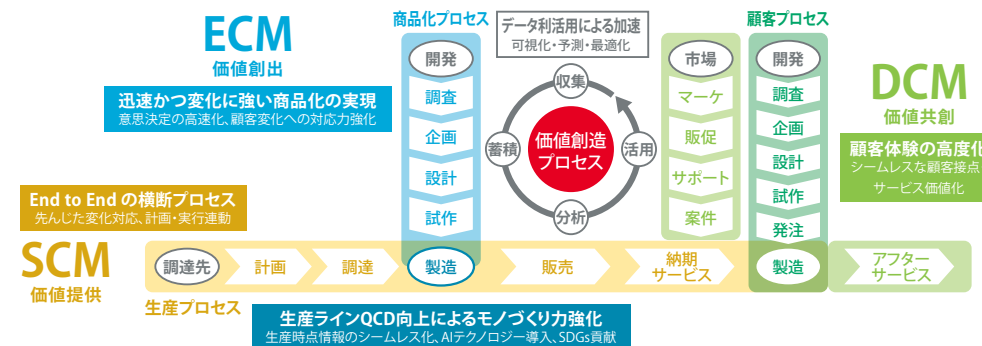 ECM
価値創出
迅速かつ変化に強い商品化の実現
意思決定の高速化、顧客変化への対応力強化
商品化プロセス
開発
調査
企画
設計
試作
データ利活用による加速
可視化・予測・最適化
収集
蓄積
価値創造
プロセス
活用
分析
市場
マーケ
販促
サポート
案件
顧客プロセス
開発
調査
企画
設計
試作
発注
DCM
価値共創
顧客体験の高度化
シームレスな顧客接点
サービス価値化
End to End の横断プロセス
先んじた変化対応、計画・実行連動
SCM
価値提供
調達先
計画
調達
製造
販売
納期
サービス
製造
アフター
サービス
生産プロセス
生産ラインQCD向上によるモノづくり力強化
生産時点情報のシームレス化、AIテクノロジー導入、SDGs貢献